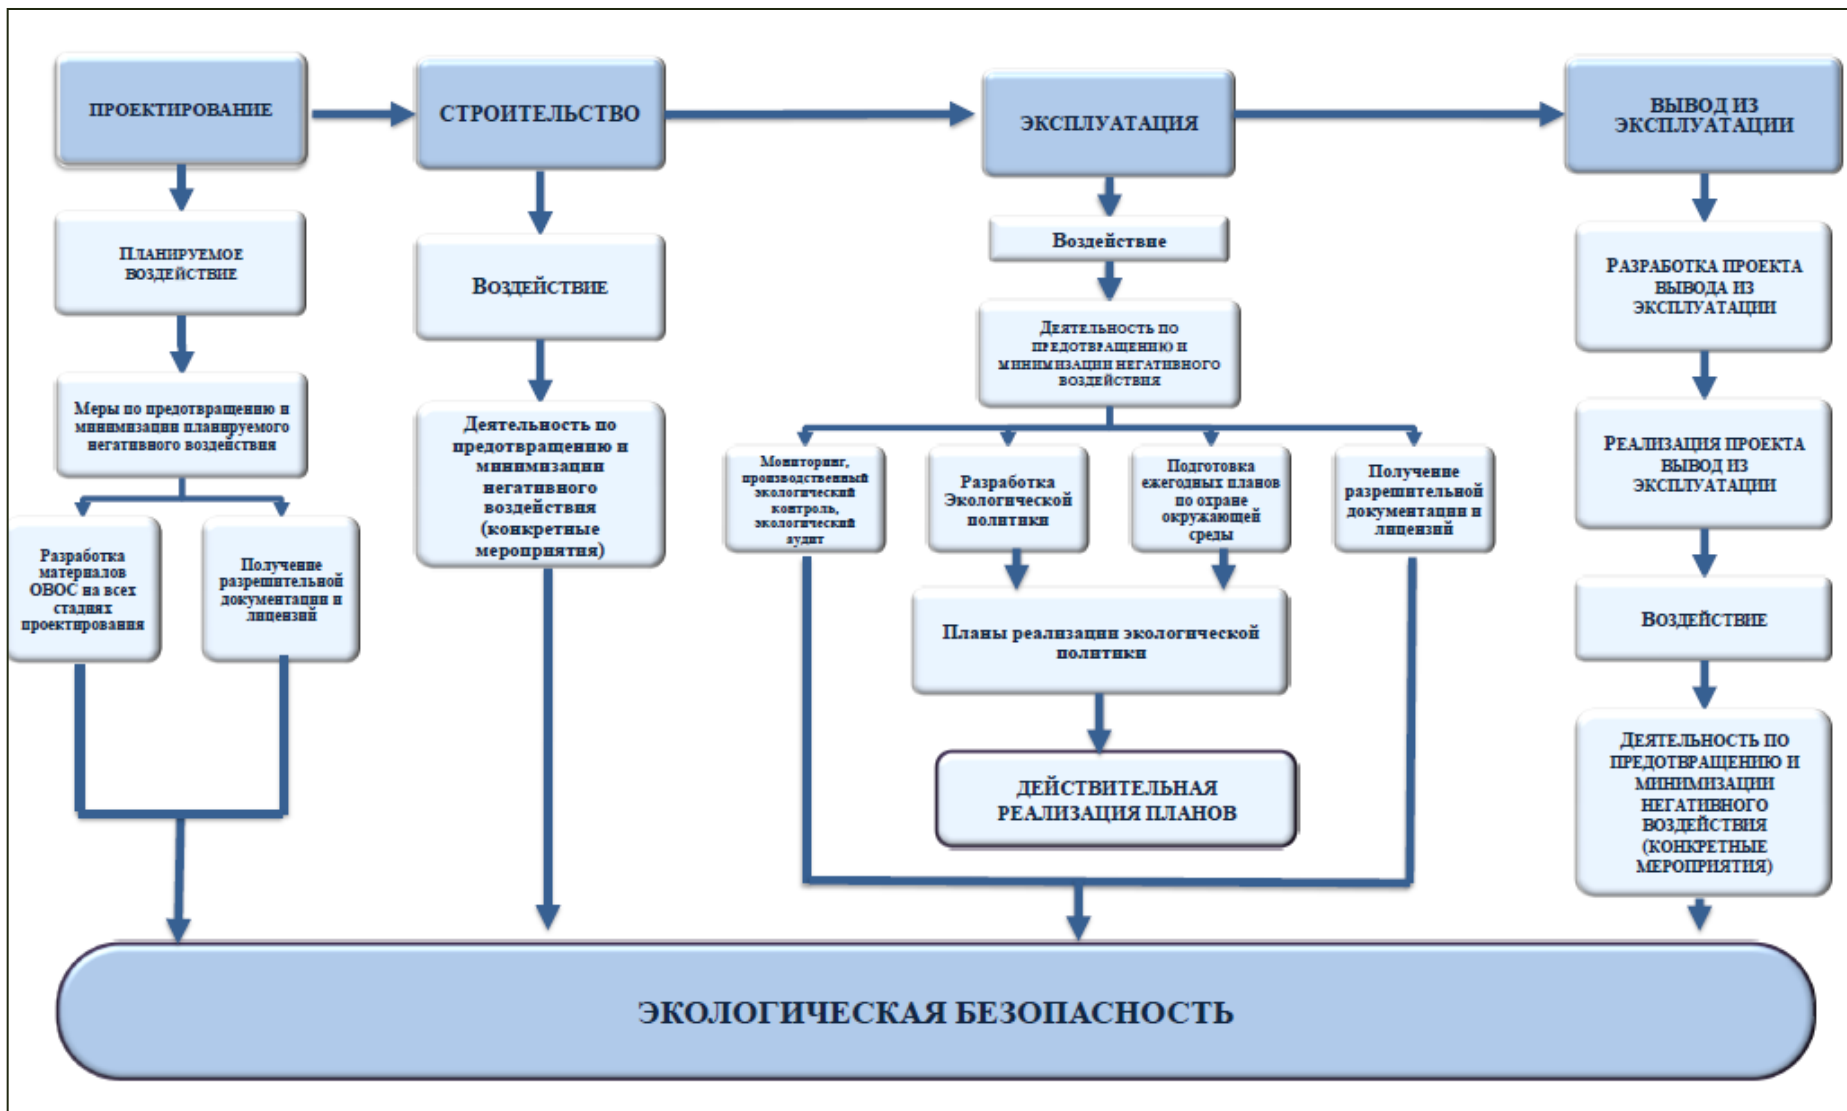 ПРОЕКТИРОВАНИЕ
СТРОИТЕЛЬСТВО
ЭКСПЛУАТАЦИЯ
ВЫВОД ИЗ
ЭКСПЛУАТАЦИИ
ПЛАНИРУЕМОЕ
ВОЗДЕЙСТВИЕ
Меры по предотвращению и
минимизации планируемого
негативного воздействия
Разработка
материалов
ОВОС на всех
стадиях
проектирования
Получение
разрешительной
документации и
лицензий
ВОЗДЕЙСТВИЕ
Деятельность по
предотвращению и
минимизации
негативного
воздействия
(конкретные
мероприятия)
Воздействие
ДЕЯТЕЛЬНОСТЬ ПО
ПРЕДОТВРАЩЕНИЮ И
МИНИМИЗАЦИИ НЕГАТИВНОГО
ВОЗДЕЙСТВИЯ
Мониторинг,
производственный
экологический
контроль,
экологический
аудит
Разработка
Экологической
политики
Подготовка
ежегодных планов
по охране
окружающей
среды
Получение
разрешительной
документации и
лицензий
Планы реализации экологической
политики
ДЕЙСТВИТЕЛЬНАЯ
РЕАЛИЗАЦИЯ ПЛАНОВ
РАЗРАБОТКА ПРОЕКТА
ВЫВОДА ИЗ
ЭКСПЛУАТАЦИИ
РЕАЛИЗАЦИЯ ПРОЕКТА
ВЫВОД ИЗ
ЭКСПЛУАТАЦИИ
ВОЗДЕЙСТВИЕ
ДЕЯТЕЛЬНОСТЬ ПО
ПРЕДОТВРАЩЕНИЮ И
МИНИМИЗАЦИИ
НЕГАТИВНОГО
ВОЗДЕЙСТВИЯ
(КОНКРЕТНЫЕ
МЕРОПРИЯТИЯ)
ЭКОЛОГИЧЕСКАЯ БЕЗОПАСНОСТЬ